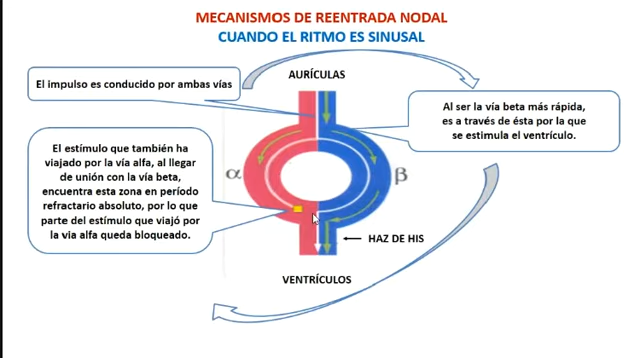 MECANISMOS DE REENTRADA NODAL
CUANDO EL RITMO ES SINUSAL
AURÍCULAS
El impulso es conducido por ambas vías
Al ser la vía beta más rápida,
es a través de ésta por la que
se estimula el ventrículo.
El estímulo que también ha
viajado por la vía alfa, al llegar
de unión con la vía beta,
encuentra esta zona en período
refractario absoluto, por lo que
parte del estímulo que viajó por
la via alfa queda bloqueado.
α
β
HAZ DE HIS
VENTRÍCULOS